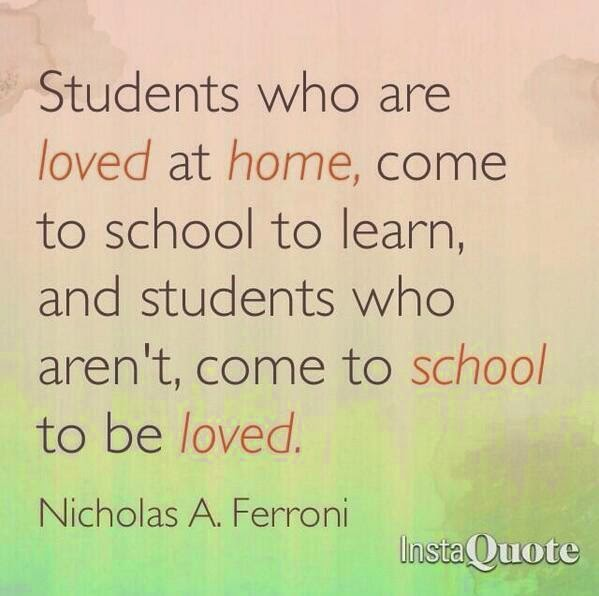 Students who are
loved at home, come
to school to learn,
and students who
aren't, come to school
to be loved.
Nicholas A. Ferroni
InstaQuote